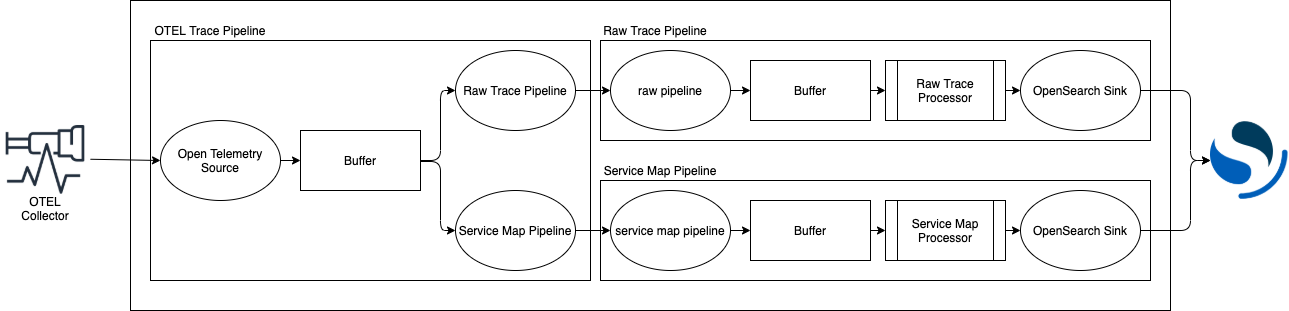 OTEL Trace Pipeline
Raw Trace Pipeline
Raw Trace Pipeline
raw pipeline
Buffer
Raw Trace
Processor
OpenSearch Sink
Open Telemetry
Source
Buffer
OTEL
Collector
Service Map Pipeline
Service Map Pipeline
service map pipeline
Buffer
Service Map
Processor
OpenSearch Sink